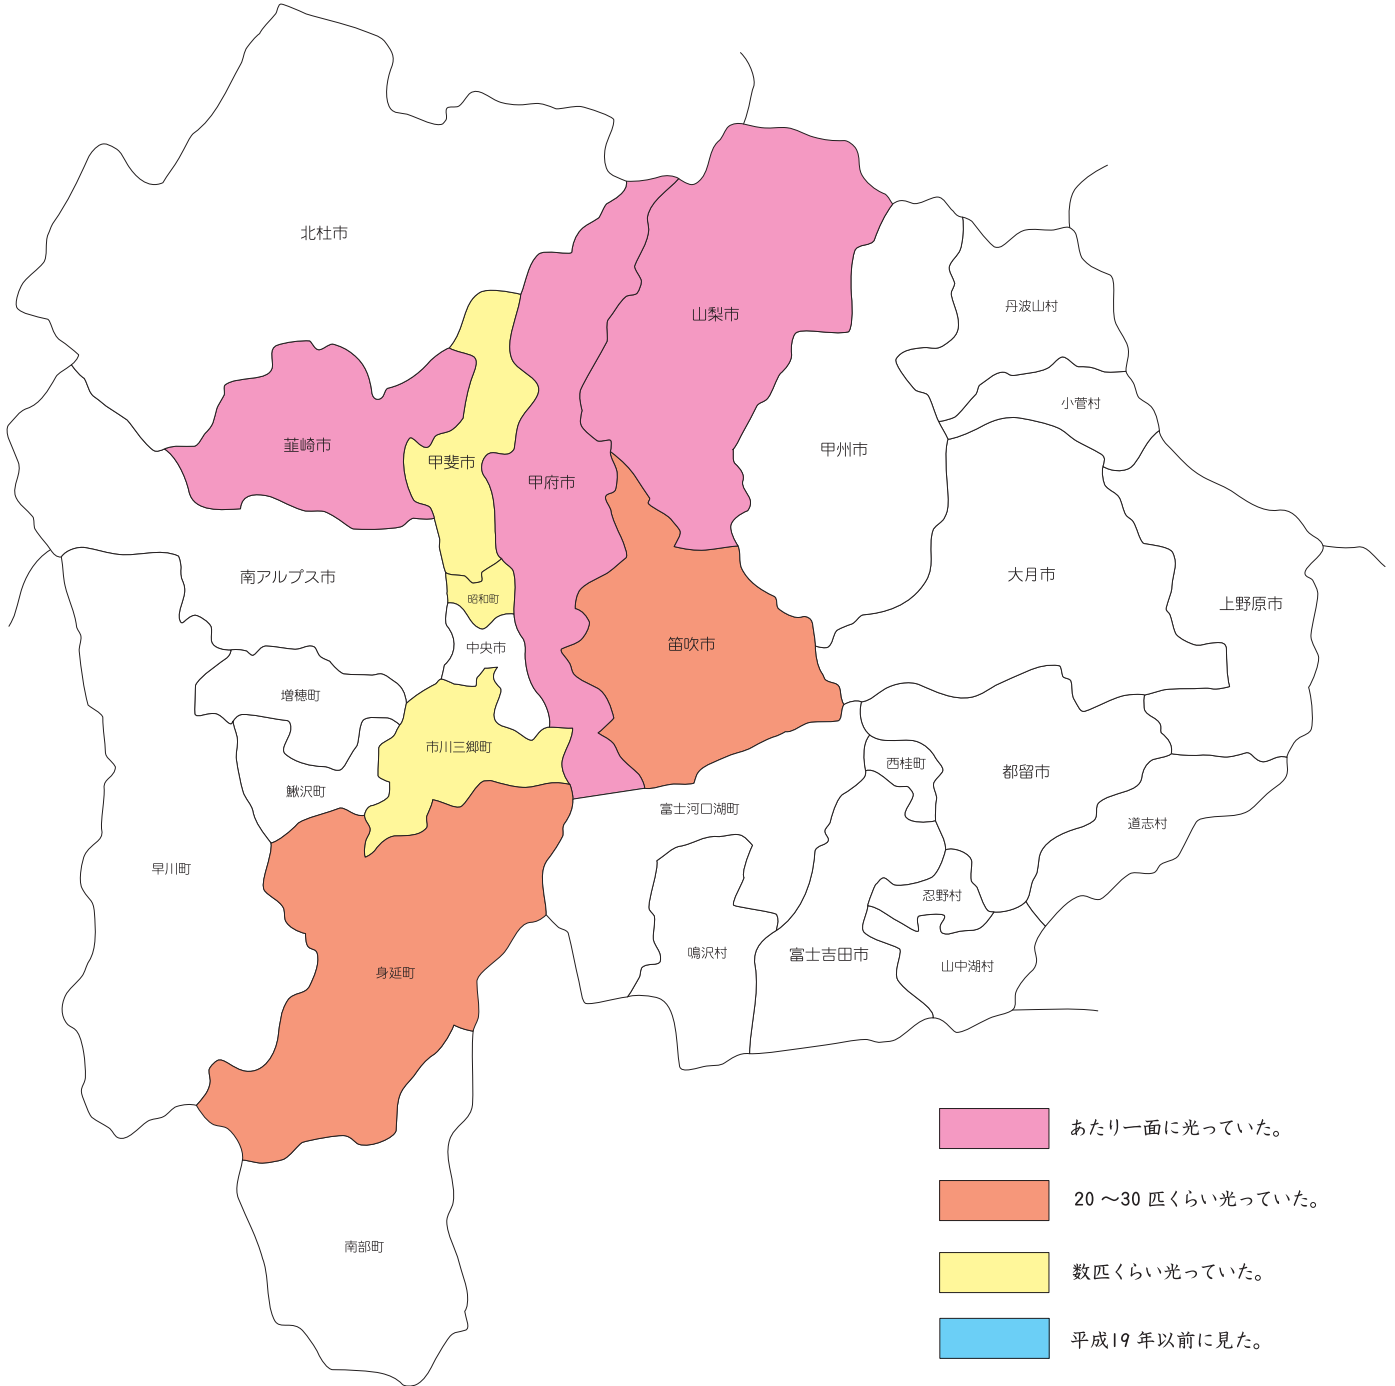 北杜市
丹波山村
山梨市
小菅村
韮崎市
甲州市
甲斐市
甲府市
南アルプス市
大月市
昭和町
上野原市
中央市
笛吹市
増穂町
市川三郷町
西桂町
都留市
鰍沢町
富士河口湖町
道志村
早川町
忍野村
鳴沢村
富士吉田市
山中湖村
身延町
南部町
あたり一面に光っていた。
20～30匹くらい光っていた。
数匹くらい光っていた。
平成19年以前に見た。